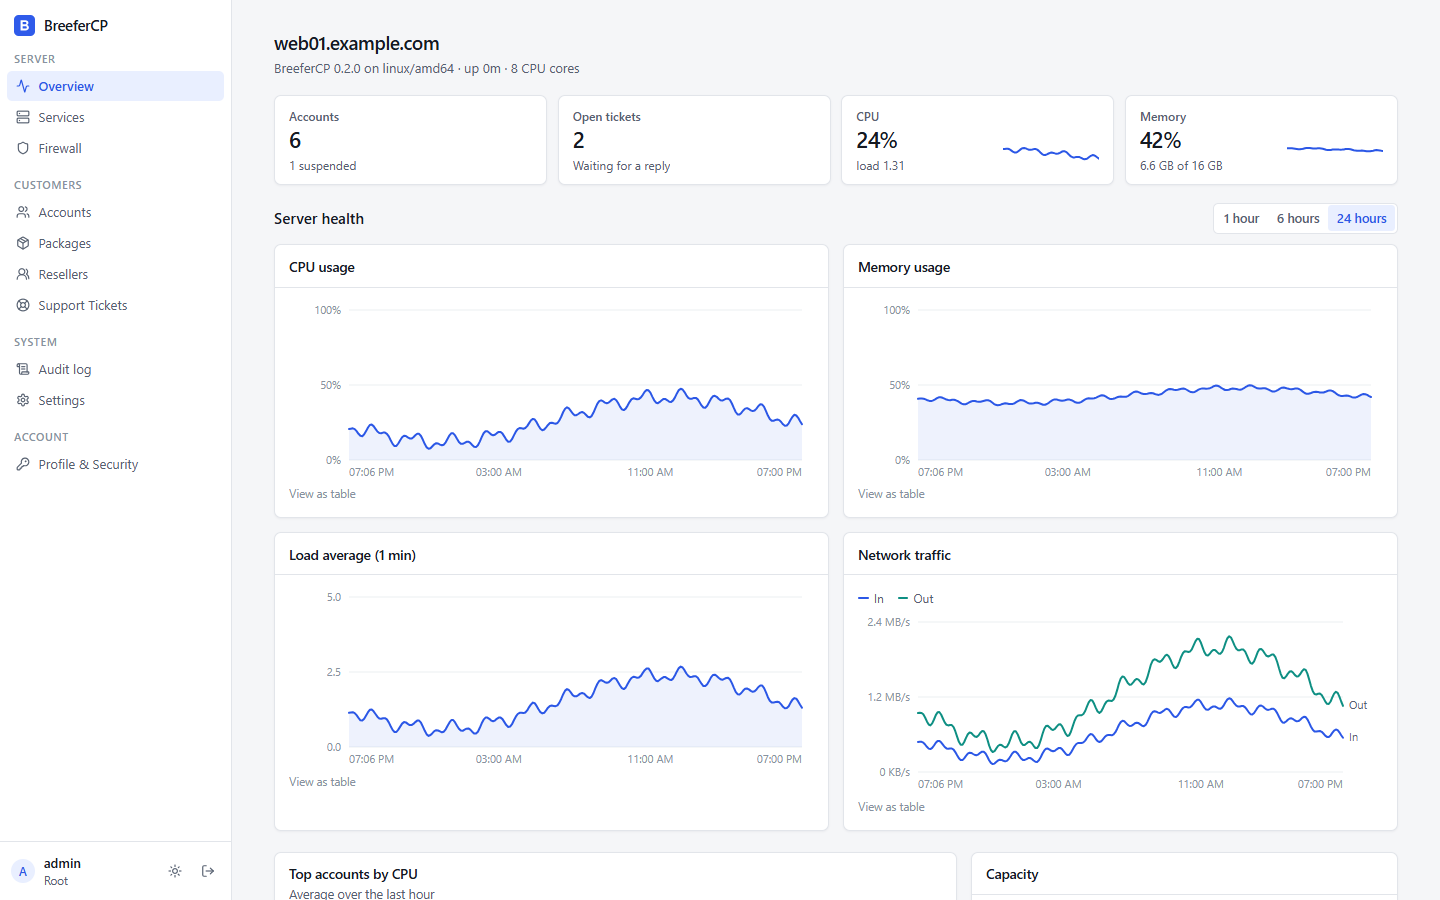 B BreeferCP
SERVER
Overview
Services
Firewall
CUSTOMERS
Accounts
Packages
Resellers
Support Tickets
SYSTEM
Audit log
Settings
ACCOUNT
Profile & Security
A admin
Root
web01.example.com
BreeferCP 0.2.0 on linux/amd64 · up 0m · 8 CPU cores
Accounts
6
1 suspended
Open tickets
2
Waiting for a reply
CPU
24%
load 1.31
Memory
42%
6.6 GB of 16 GB
Server health
1 hour 6 hours 24 hours
CPU usage
100%
50%
0%
07:06 PM 03:00 AM 11:00 AM 07:00 PM
View as table
Memory usage
100%
50%
0%
07:06 PM 03:00 AM 11:00 AM 07:00 PM
View as table
Load average (1 min)
5.0
2.5
0.0
07:06 PM 03:00 AM 11:00 AM 07:00 PM
View as table
Network traffic
In Out
2.4 MB/s
1.2 MB/s
0 KB/s
Out
In
07:06 PM 03:00 AM 11:00 AM 07:00 PM
View as table
Top accounts by CPU
Average over the last hour
Capacity